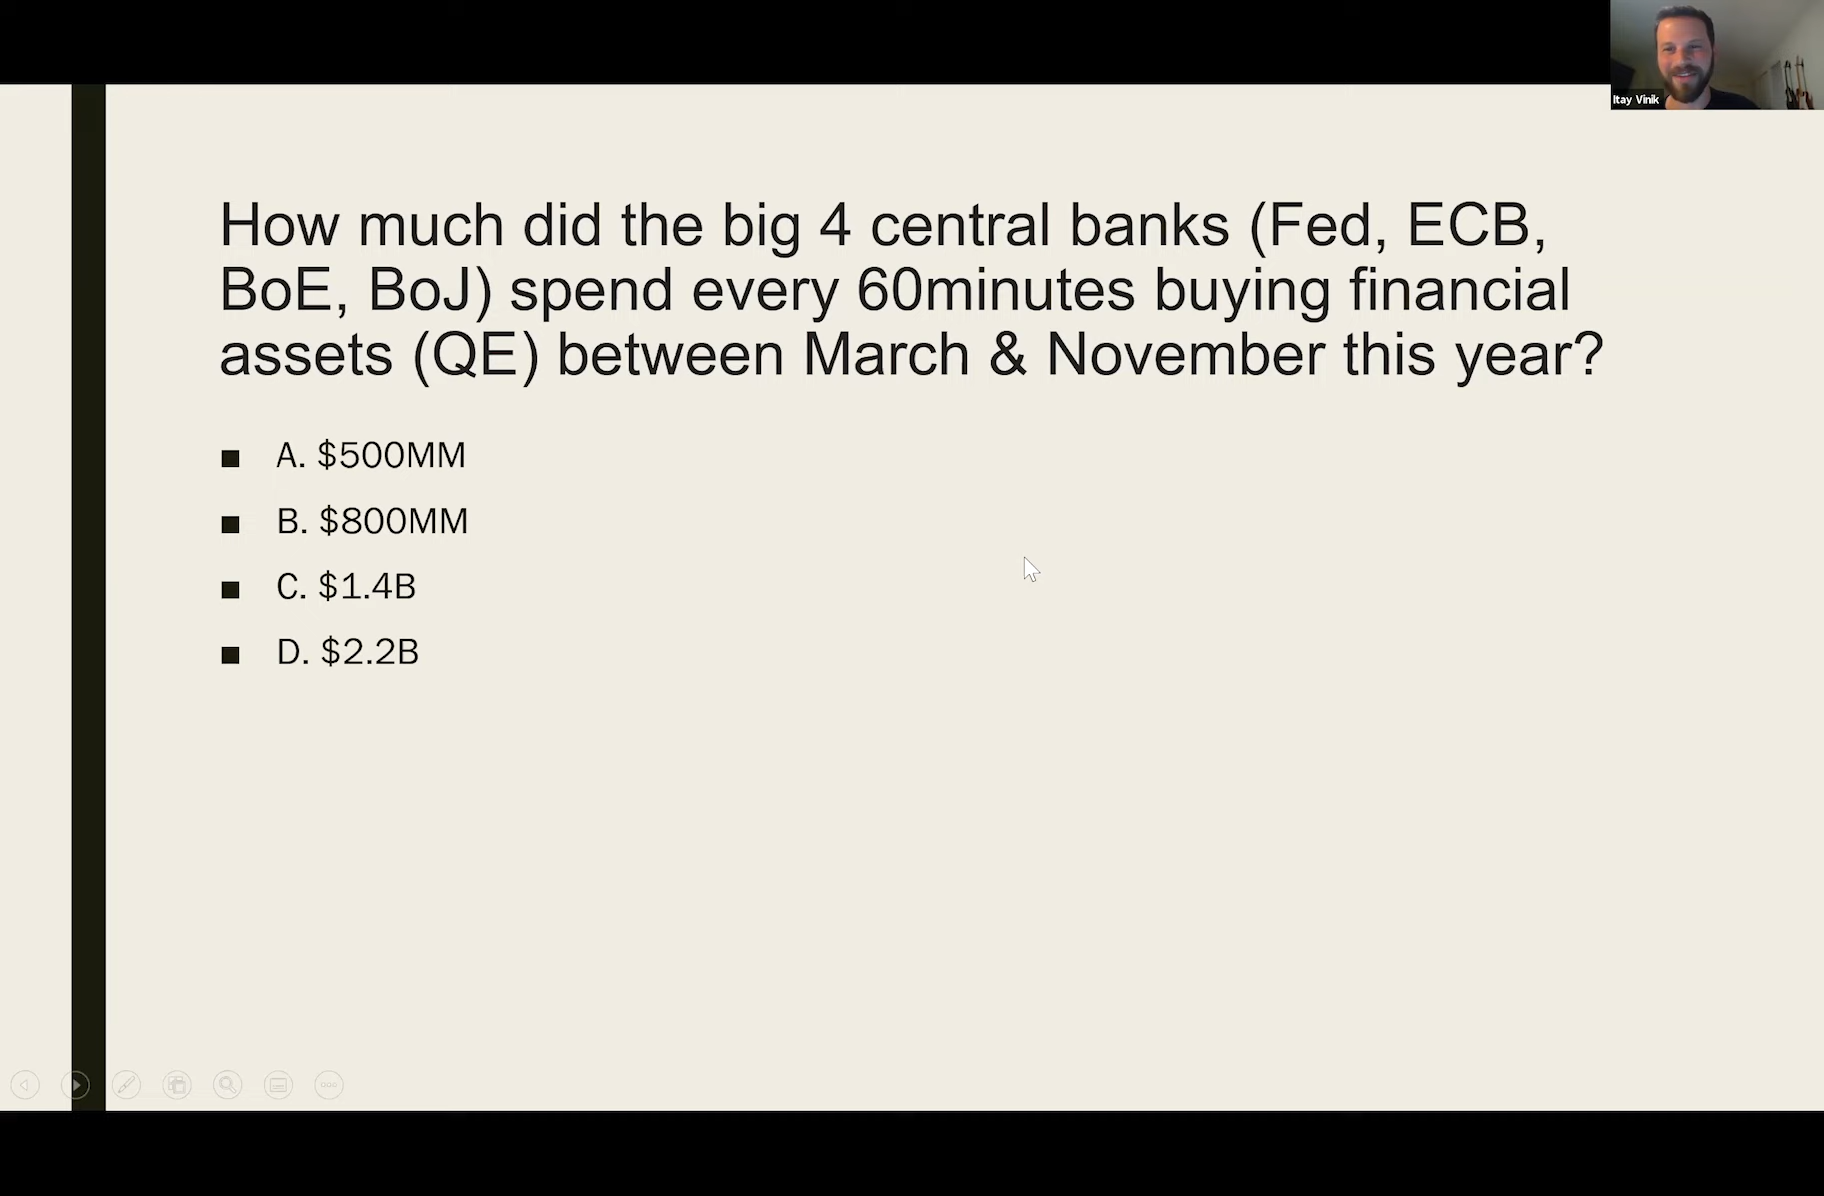 Itay Vinik
How much did the big 4 central banks (Fed, ECB,
BoE, BoJ) spend every 60minutes buying financial
assets (QE) between March & November this year?
A. $500MM
B. $800MM
C. $1.4B
D. $2.2B